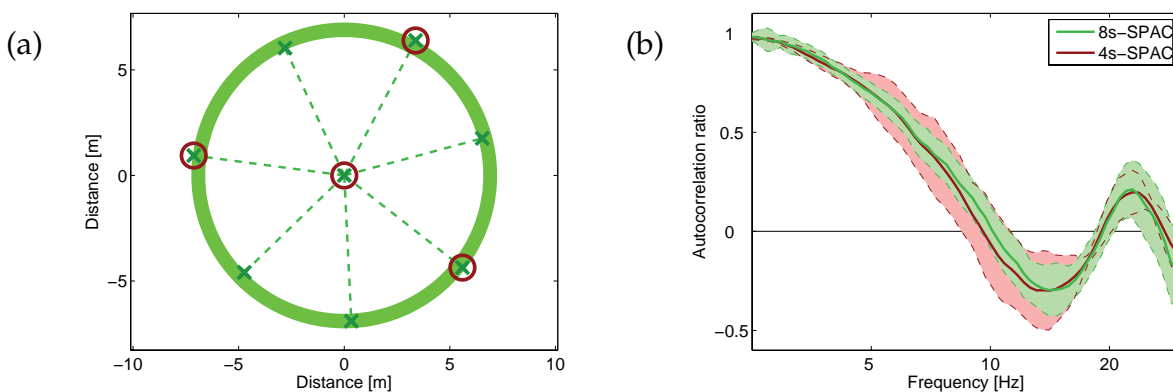 (a)
5
0
−5
Distance [m]
−10 −5 0 5 10
Distance [m]
(b)
1
0.5
0
−0.5
Autocorrelation ratio
8s−SPAC
4s−SPAC
5 10 20
Frequency [Hz]